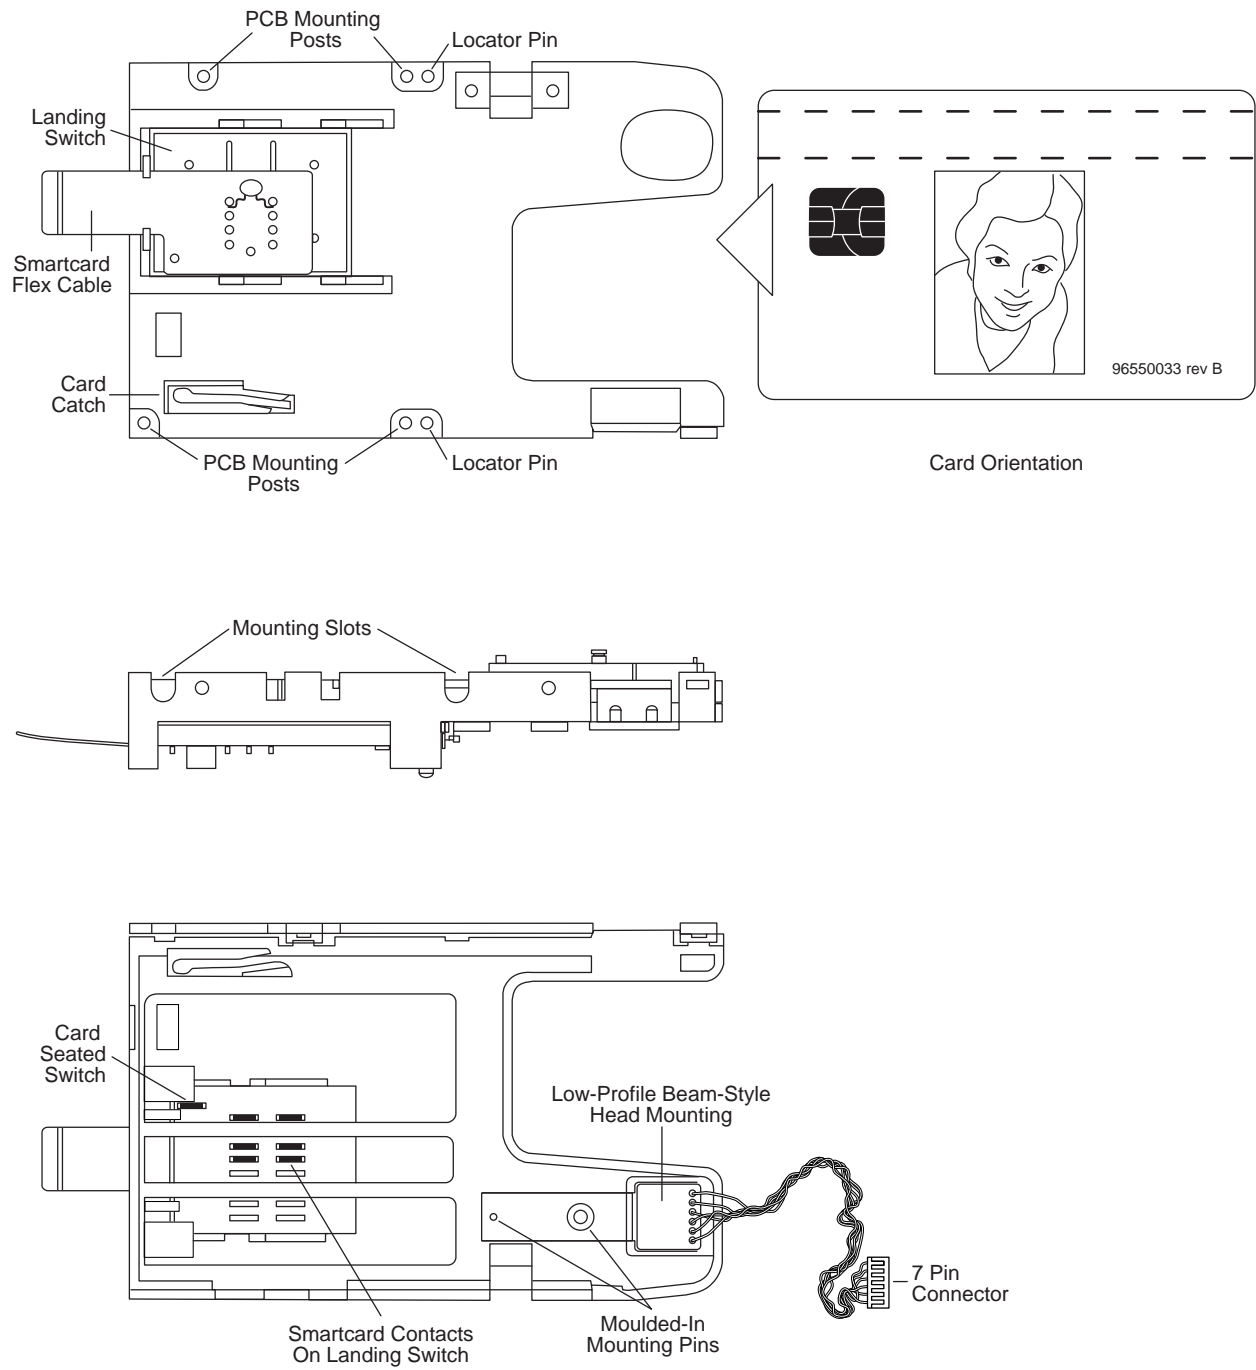 PCB Mounting
Posts
Locator Pin
Landing
Switch
Smartcard
Flex Cable
Card
Catch
PCB Mounting
Posts
Locator Pin
96550033 rev B
Card Orientation
Mounting Slots
Card
Seated
Switch
Low-Profile Beam-Style
Head Mounting
7 Pin
Connector
Smartcard Contacts
On Landing Switch
Moulded-In
Mounting Pins